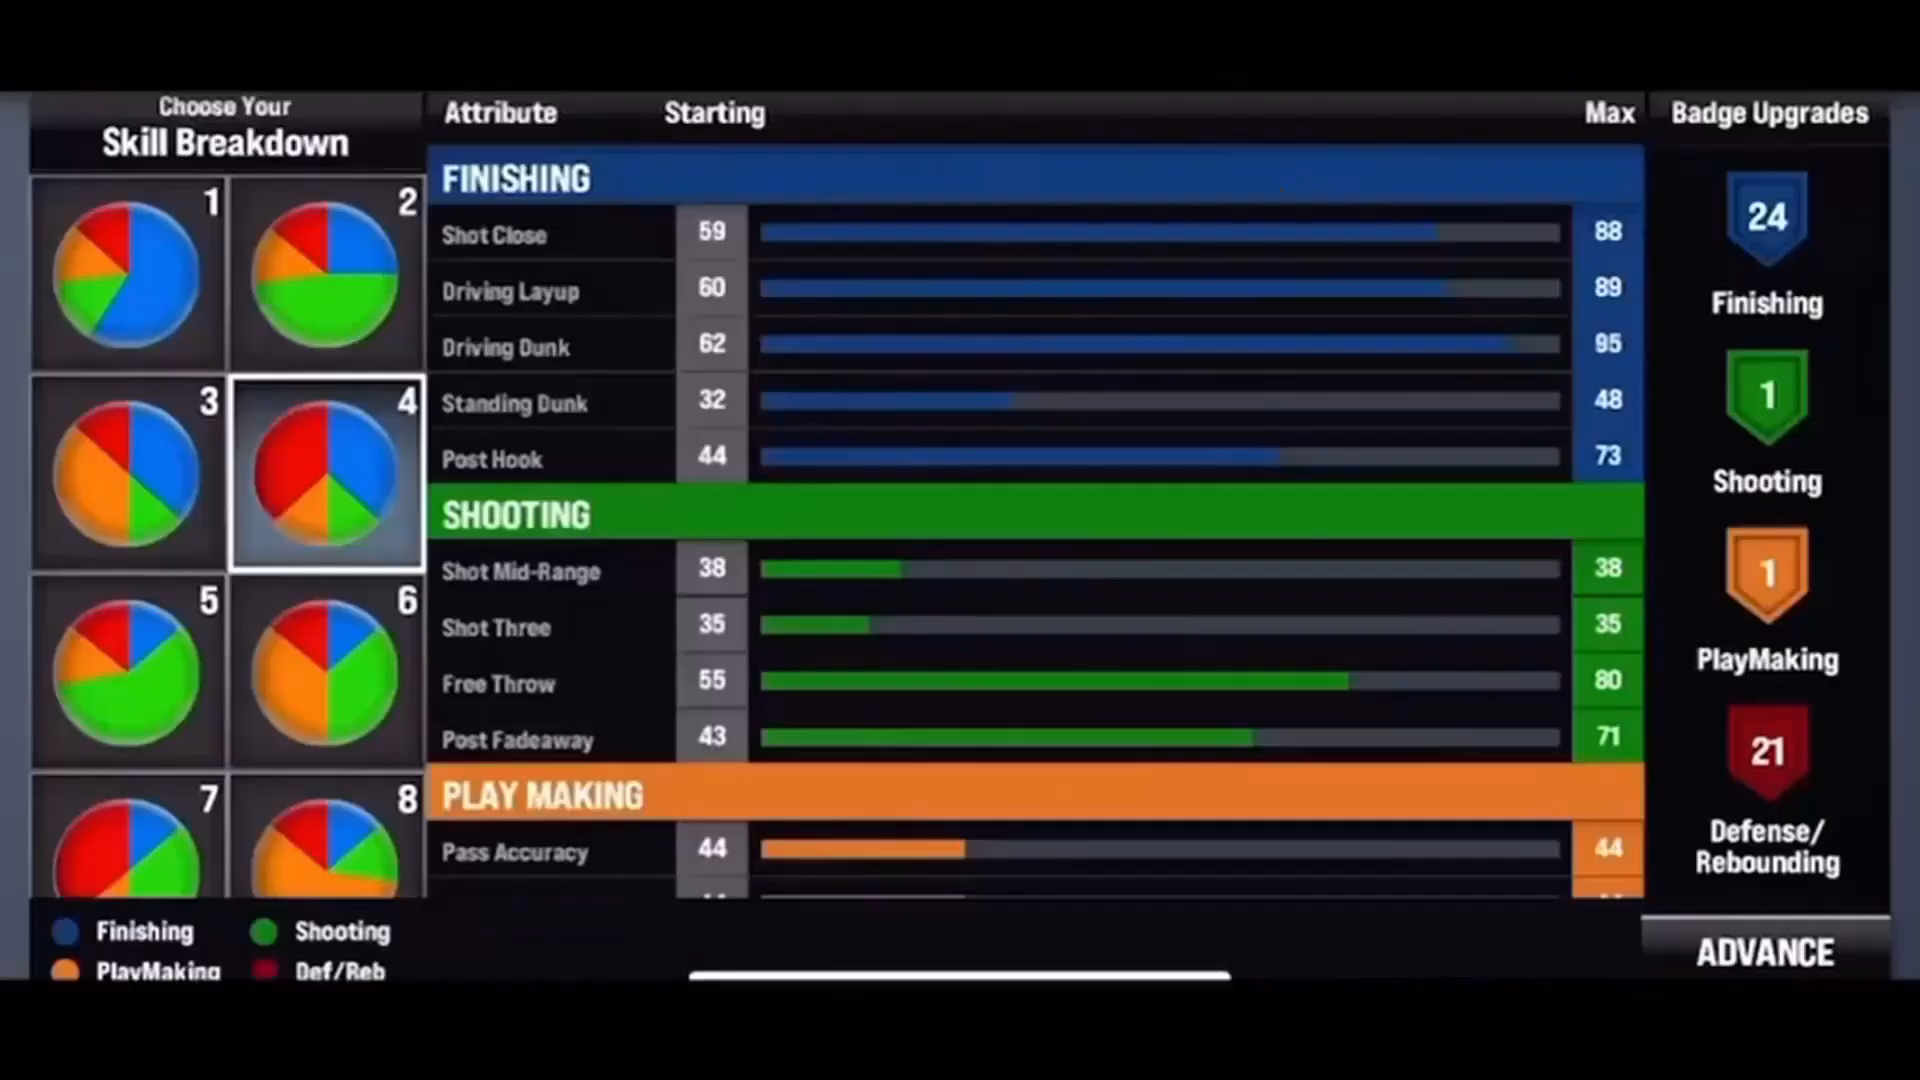 Choose Your
Skill Breakdown
Attribute Starting Max Badge Upgrades
1 2
3 4
5 6
7 8
FINISHING
Shot Close 59 88
Driving Layup 60 89
Driving Dunk 62 95
Standing Dunk 32 48
Post Hook 44 73
SHOOTING
Shot Mid-Range 38 38
Shot Three 35 35
Free Throw 55 80
Post Fadeaway 43 71
PLAY MAKING
Pass Accuracy 44 44
24
Finishing
1
Shooting
1
PlayMaking
21
Defense/
Rebounding
Finishing Shooting
PlayMaking Def/Reb
ADVANCE